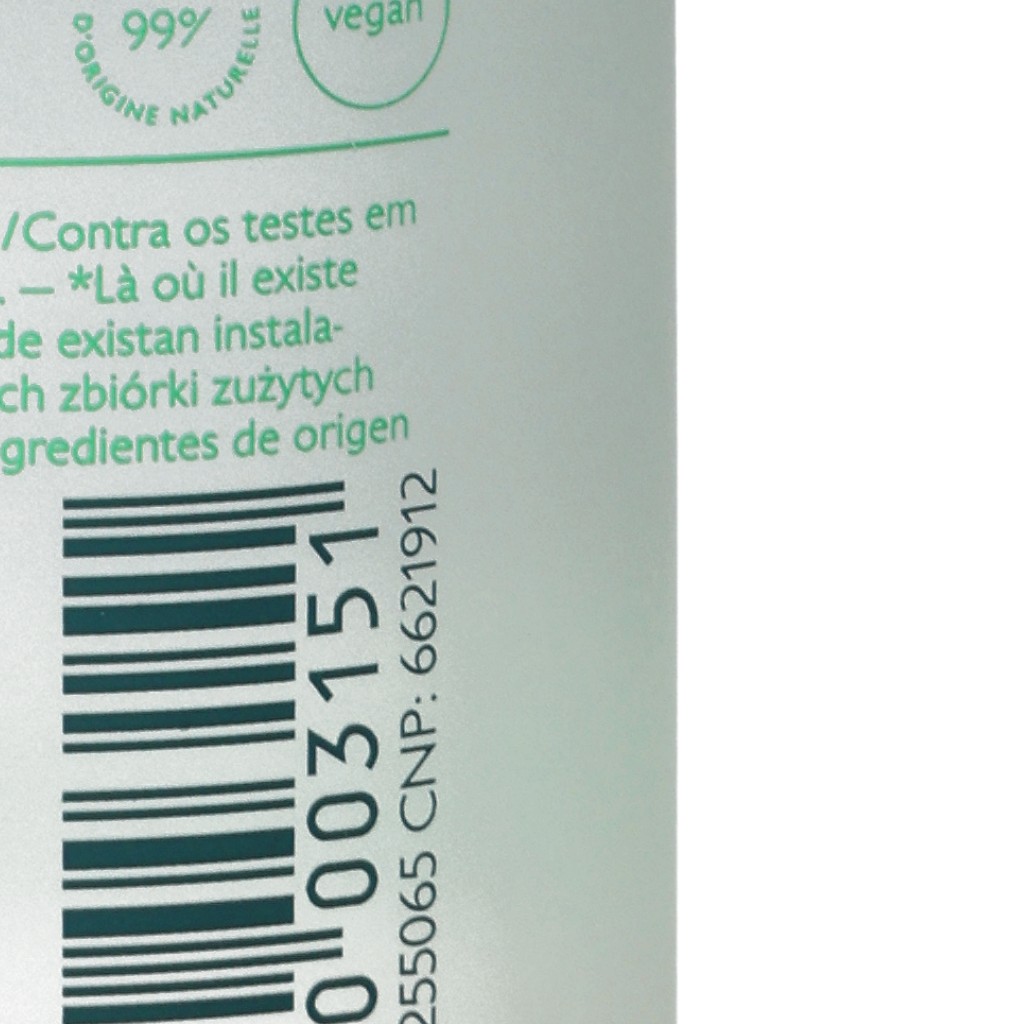 99%
D'ORIGINE NATURELLE
vegan
/Contra os testes em
. — *Là où il existe
de existan instala-
ch zbiórki zużytych
gredientes de origen
0 003151
255065 CNP: 6621912